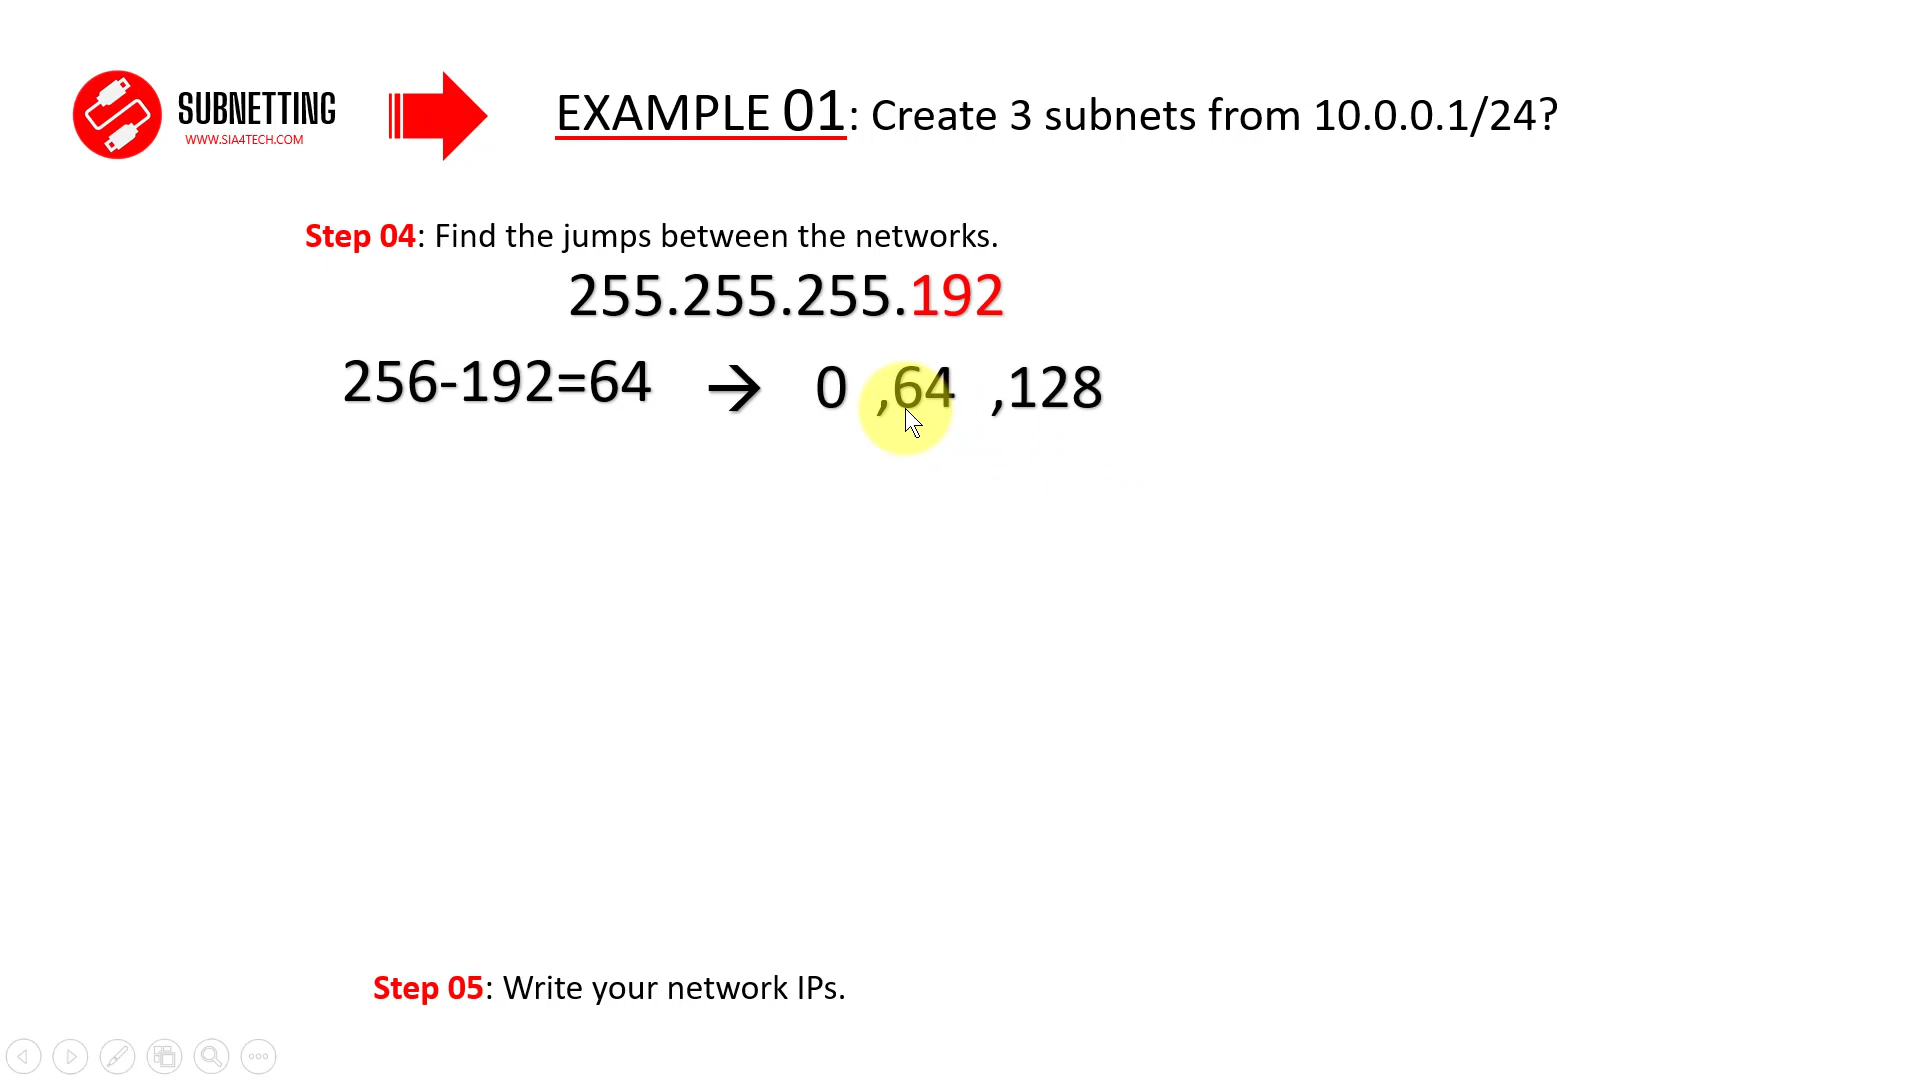 SUBNETTING
WWW.SIA4TECH.COM
EXAMPLE 01: Create 3 subnets from 10.0.0.1/24?
Step 04: Find the jumps between the networks.
255.255.255.192
256-192=64 → 0 ,64 ,128
Step 05: Write your network IPs.